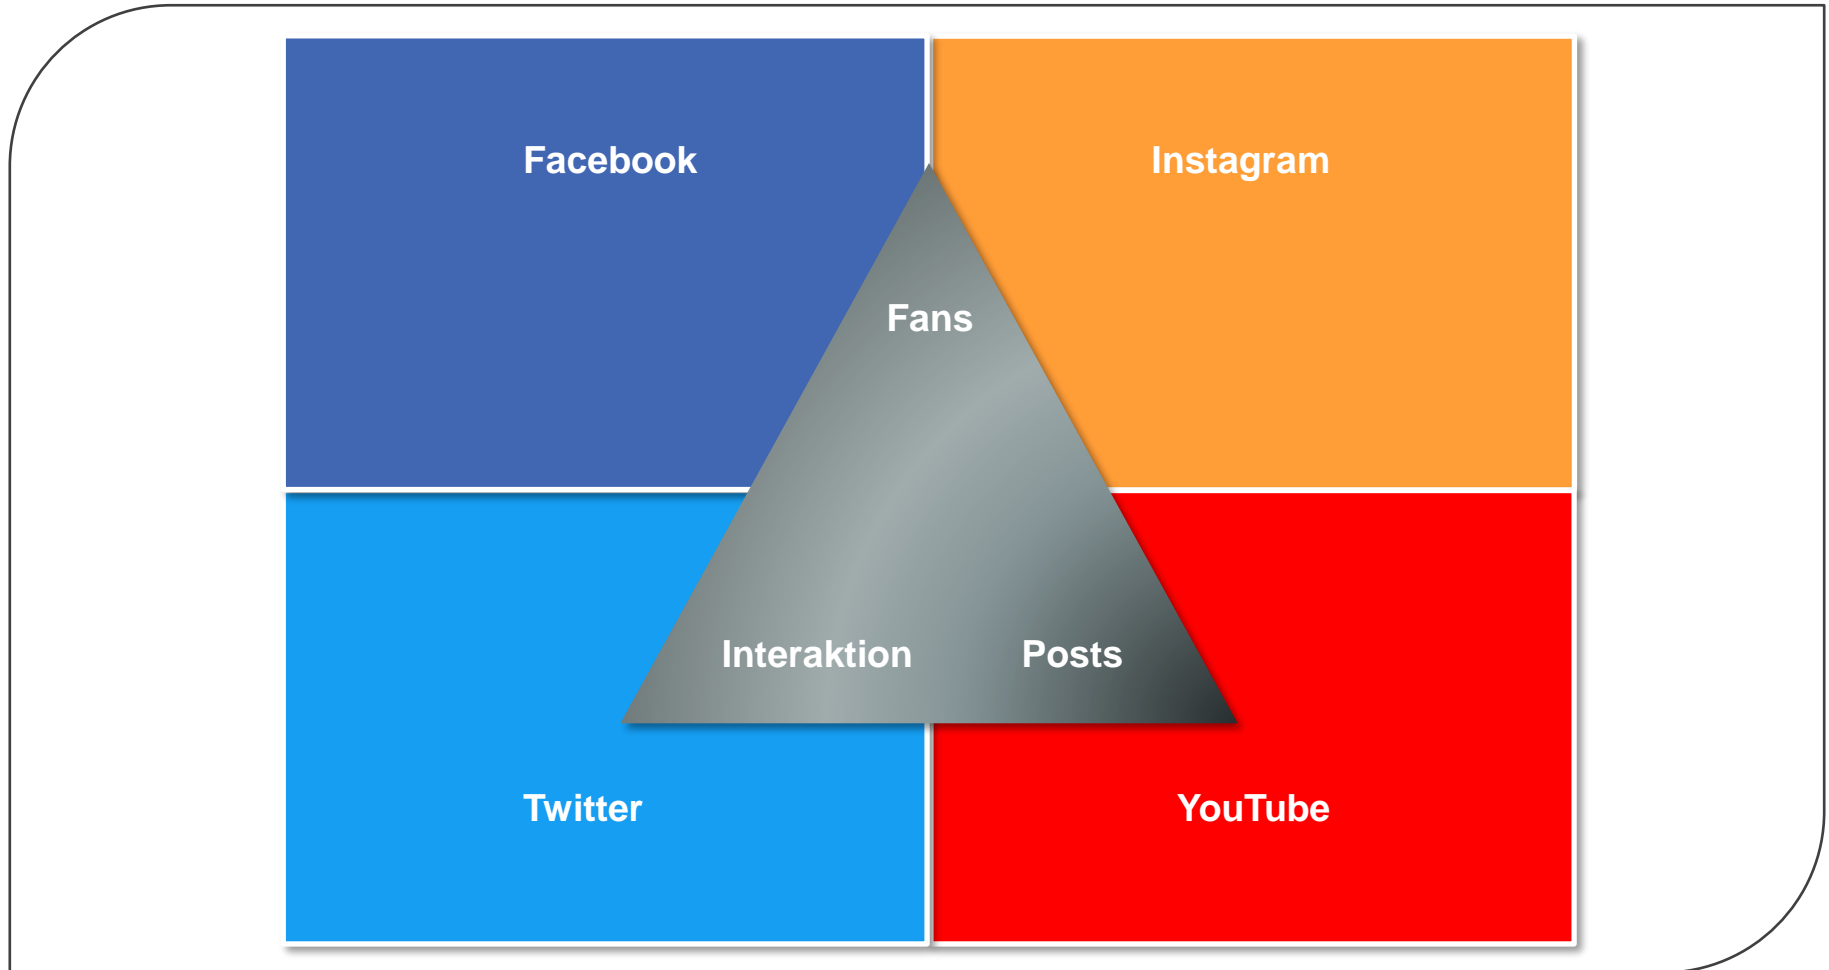 Facebook
Instagram
Fans
Interaktion
Posts
Twitter
YouTube